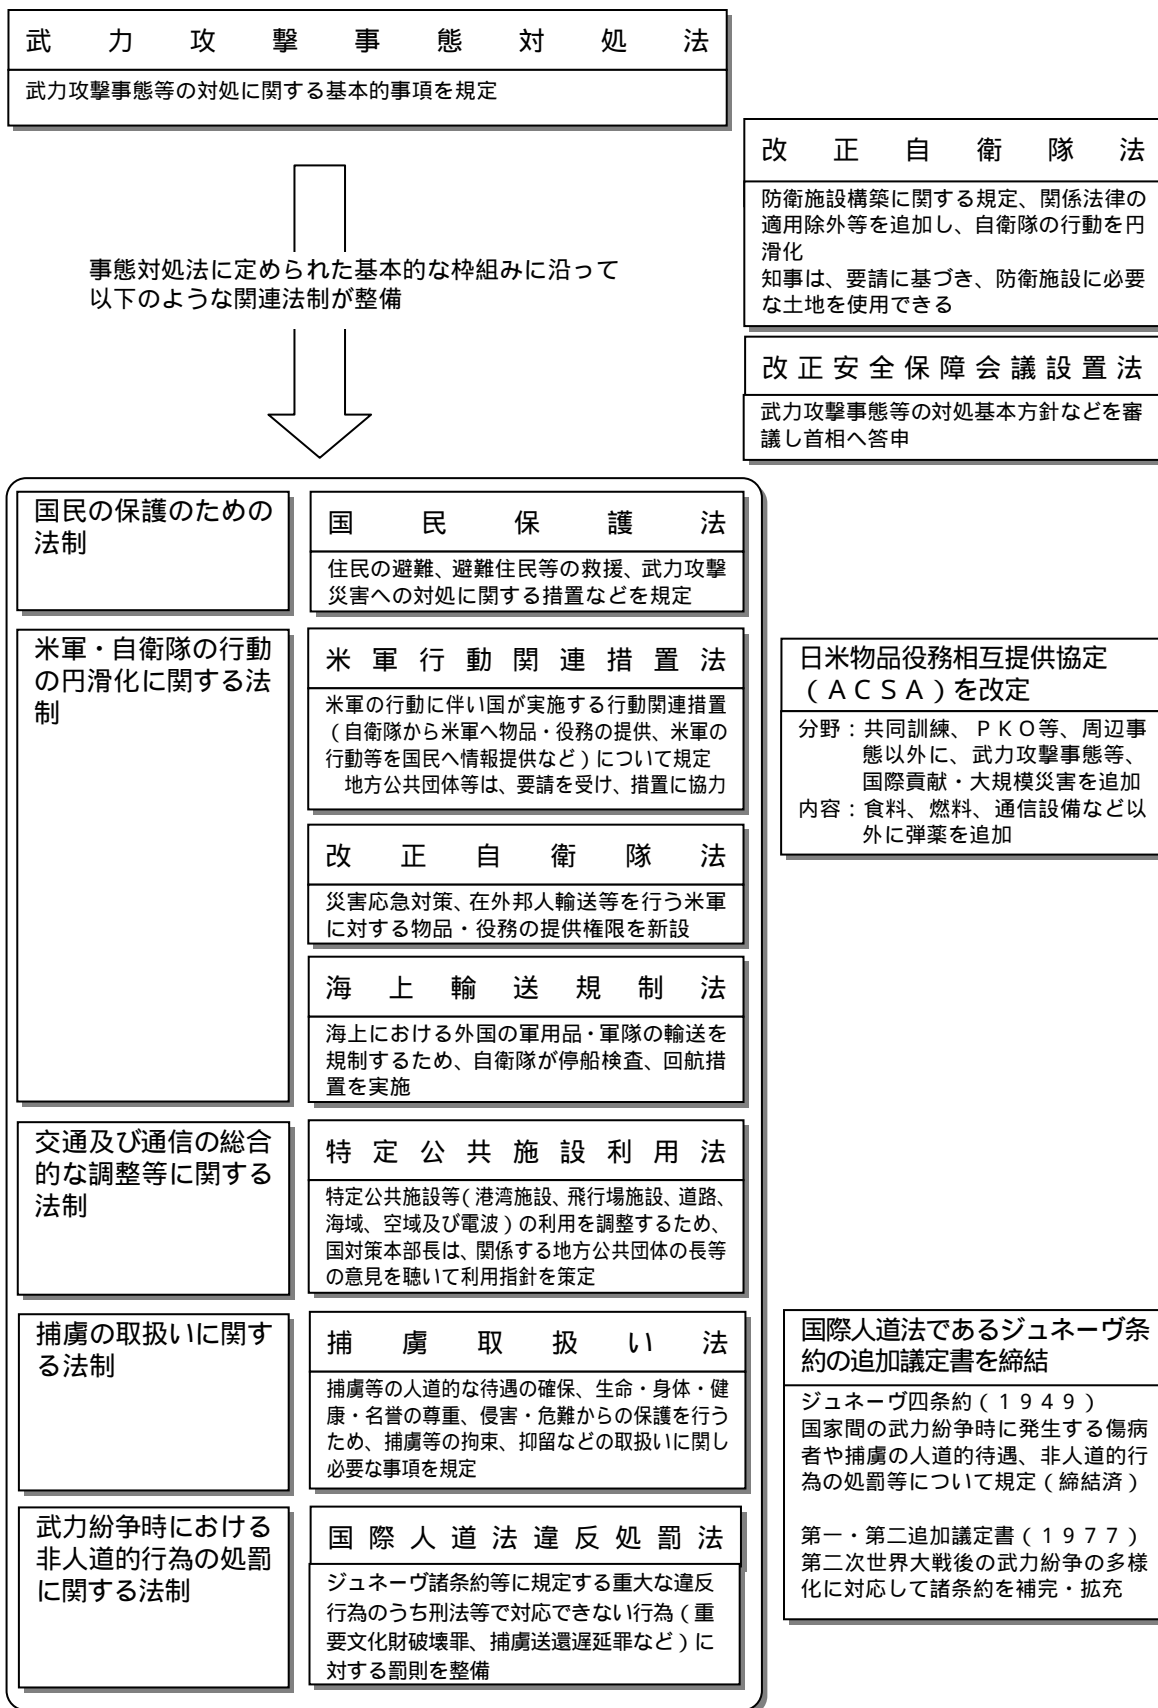 武力攻撃事態対処法
武力攻撃事態等の対処に関する基本的事項を規定
改正自衛隊法
防衛施設構築に関する規定、関係法律の
適用除外等を追加し、自衛隊の行動を円
滑化
知事は、要請に基づき、防衛施設に必要
な土地を使用できる
事態対処法に定められた基本的な枠組みに沿って
以下のような関連法制が整備
改正安全保障会議設置法
武力攻撃事態等の対処基本方針などを審
議し首相へ答申
国民の保護のための
法制
国民保護法
住民の避難、避難住民等の救援、武力攻撃
災害への対処に関する措置などを規定
米軍・自衛隊の行動
の円滑化に関する法
制
米軍行動関連措置法
米軍の行動に伴い国が実施する行動関連措置
(自衛隊から米軍へ物品・役務の提供、米軍の
行動等を国民へ情報提供など)について規定
地方公共団体等は、要請を受け、措置に協力
日米物品役務相互提供協定
(ACSA)を改定
分野：共同訓練、PKO等、周辺事
態以外に、武力攻撃事態等、
国際貢献・大規模災害を追加
内容：食料、燃料、通信設備など以
外に弾薬を追加
改正自衛隊法
災害応急対策、在外邦人輸送等を行う米軍
に対する物品・役務の提供権限を新設
海上輸送規制法
海上における外国の軍用品・軍隊の輸送を
規制するため、自衛隊が停船検査、回航措
置を実施
交通及び通信の総合
的な調整等に関する
法制
特定公共施設利用法
特定公共施設等(港湾施設、飛行場施設、道路、
海域、空域及び電波)の利用を調整するため、
国対策本部長は、関係する地方公共団体の長等
の意見を聴いて利用指針を策定
捕虜の取扱いに関す
る法制
捕虜取扱い法
捕虜等の人道的な待遇の確保、生命・身体・健
康・名誉の尊重、侵害・危難からの保護を行う
ため、捕虜等の拘束、抑留などの取扱いに関し
必要な事項を規定
国際人道法であるジュネーヴ条
約の追加議定書を締結
ジュネーヴ四条約(1949)
国家間の武力紛争時に発生する傷病
者や捕虜の人道的待遇、非人道的行
為の処罰等について規定(締結済)
第一・第二追加議定書(1977)
第二次世界大戦後の武力紛争の多様
化に対応して諸条約を補完・拡充
武力紛争時における
非人道的行為の処罰
に関する法制
国際人道法違反処罰法
ジュネーヴ諸条約等に規定する重大な違反
行為のうち刑法等で対応できない行為(重
要文化財破壊罪、捕虜送還遅延罪など)に
対する罰則を整備